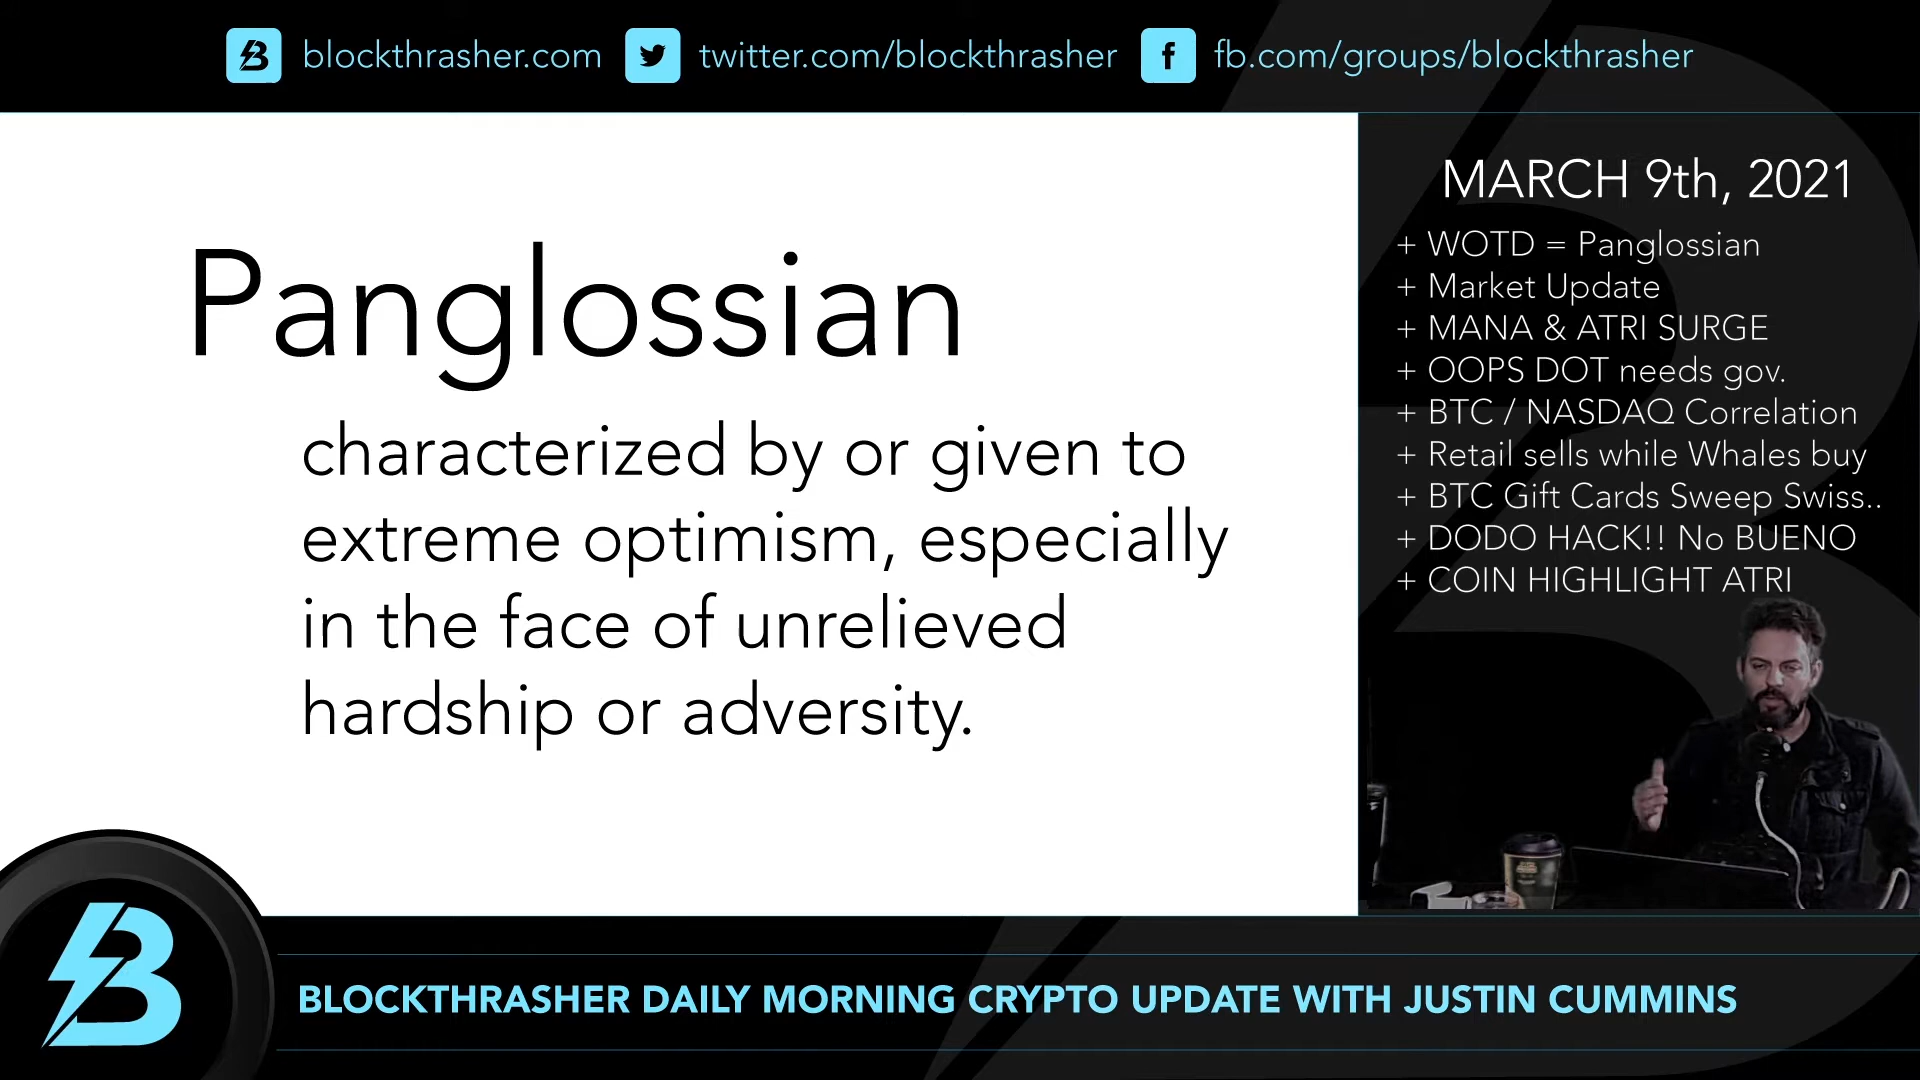 blockthrasher.com twitter.com/blockthrasher fb.com/groups/blockthrasher
Panglossian
characterized by or given to
extreme optimism, especially
in the face of unrelieved
hardship or adversity.
MARCH 9th, 2021
+ WOTD = Panglossian
+ Market Update
+ MANA & ATRI SURGE
+ OOPS DOT needs gov.
+ BTC / NASDAQ Correlation
+ Retail sells while Whales buy
+ BTC Gift Cards Sweep Swiss..
+ DODO HACK!! No BUENO
+ COIN HIGHLIGHT ATRI
BLOCKTHRASHER DAILY MORNING CRYPTO UPDATE WITH JUSTIN CUMMINS